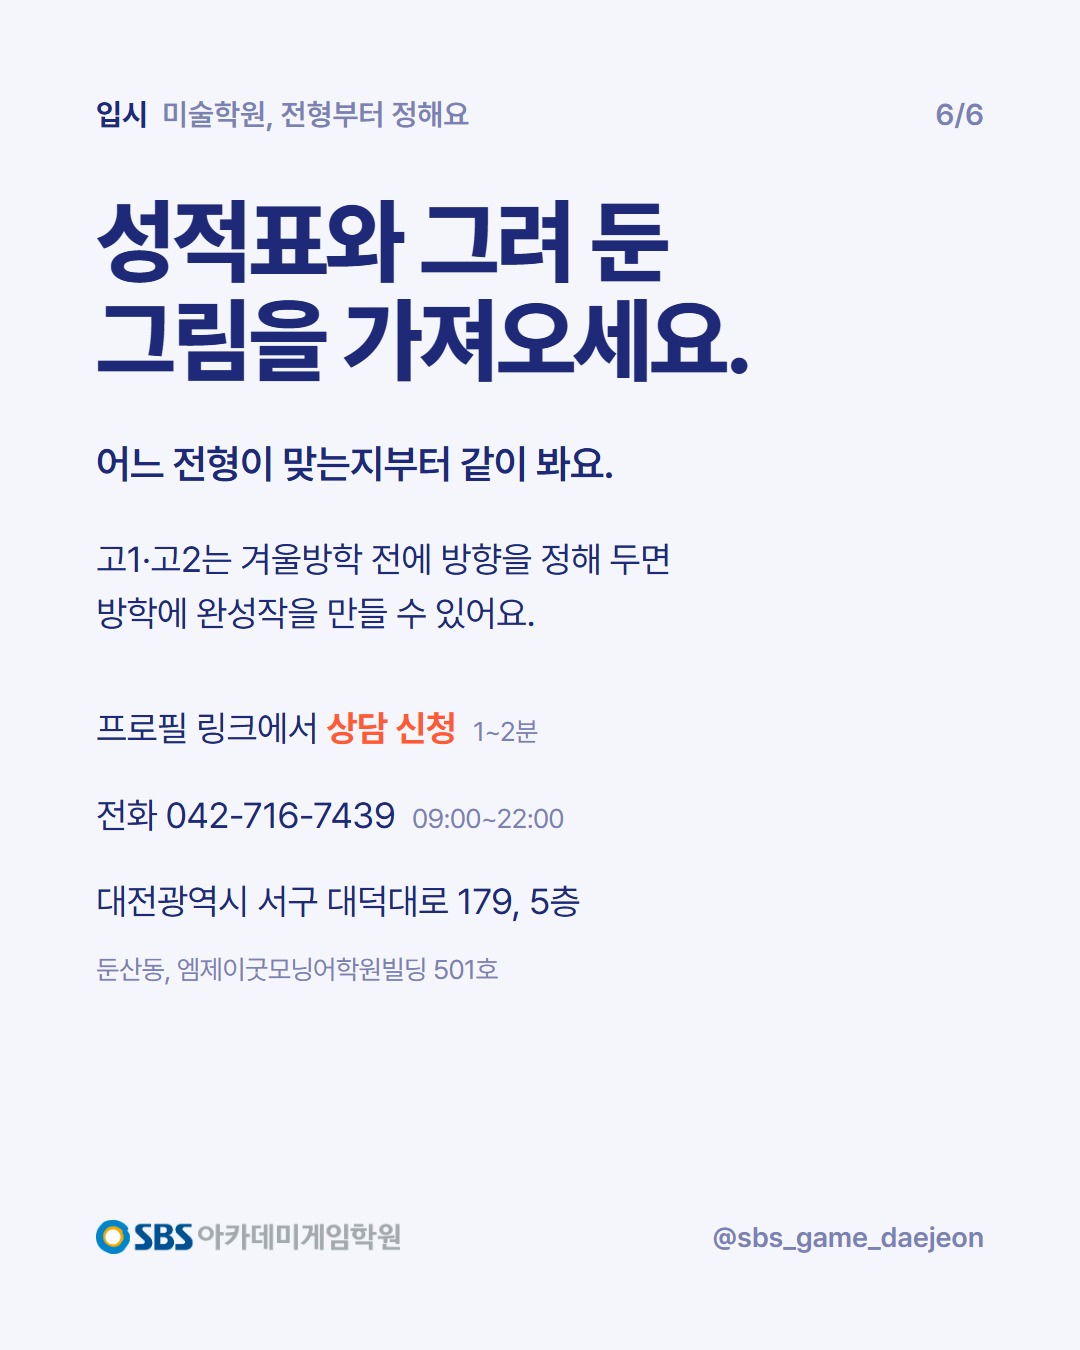 입시 미술학원, 전형부터 정해요
6/6
성적표와 그려 둔
그림을 가져오세요.
어느 전형이 맞는지부터 같이 봐요.
고1·고2는 겨울방학 전에 방향을 정해 두면
방학에 완성작을 만들 수 있어요.
프로필 링크에서 상담 신청 1~2분
전화 042-716-7439 09:00~22:00
대전광역시 서구 대덕대로 179, 5층
둔산동, 엠제이굿모닝어학원빌딩 501호
SBS 아카데미게임학원
@sbs_game_daejeon